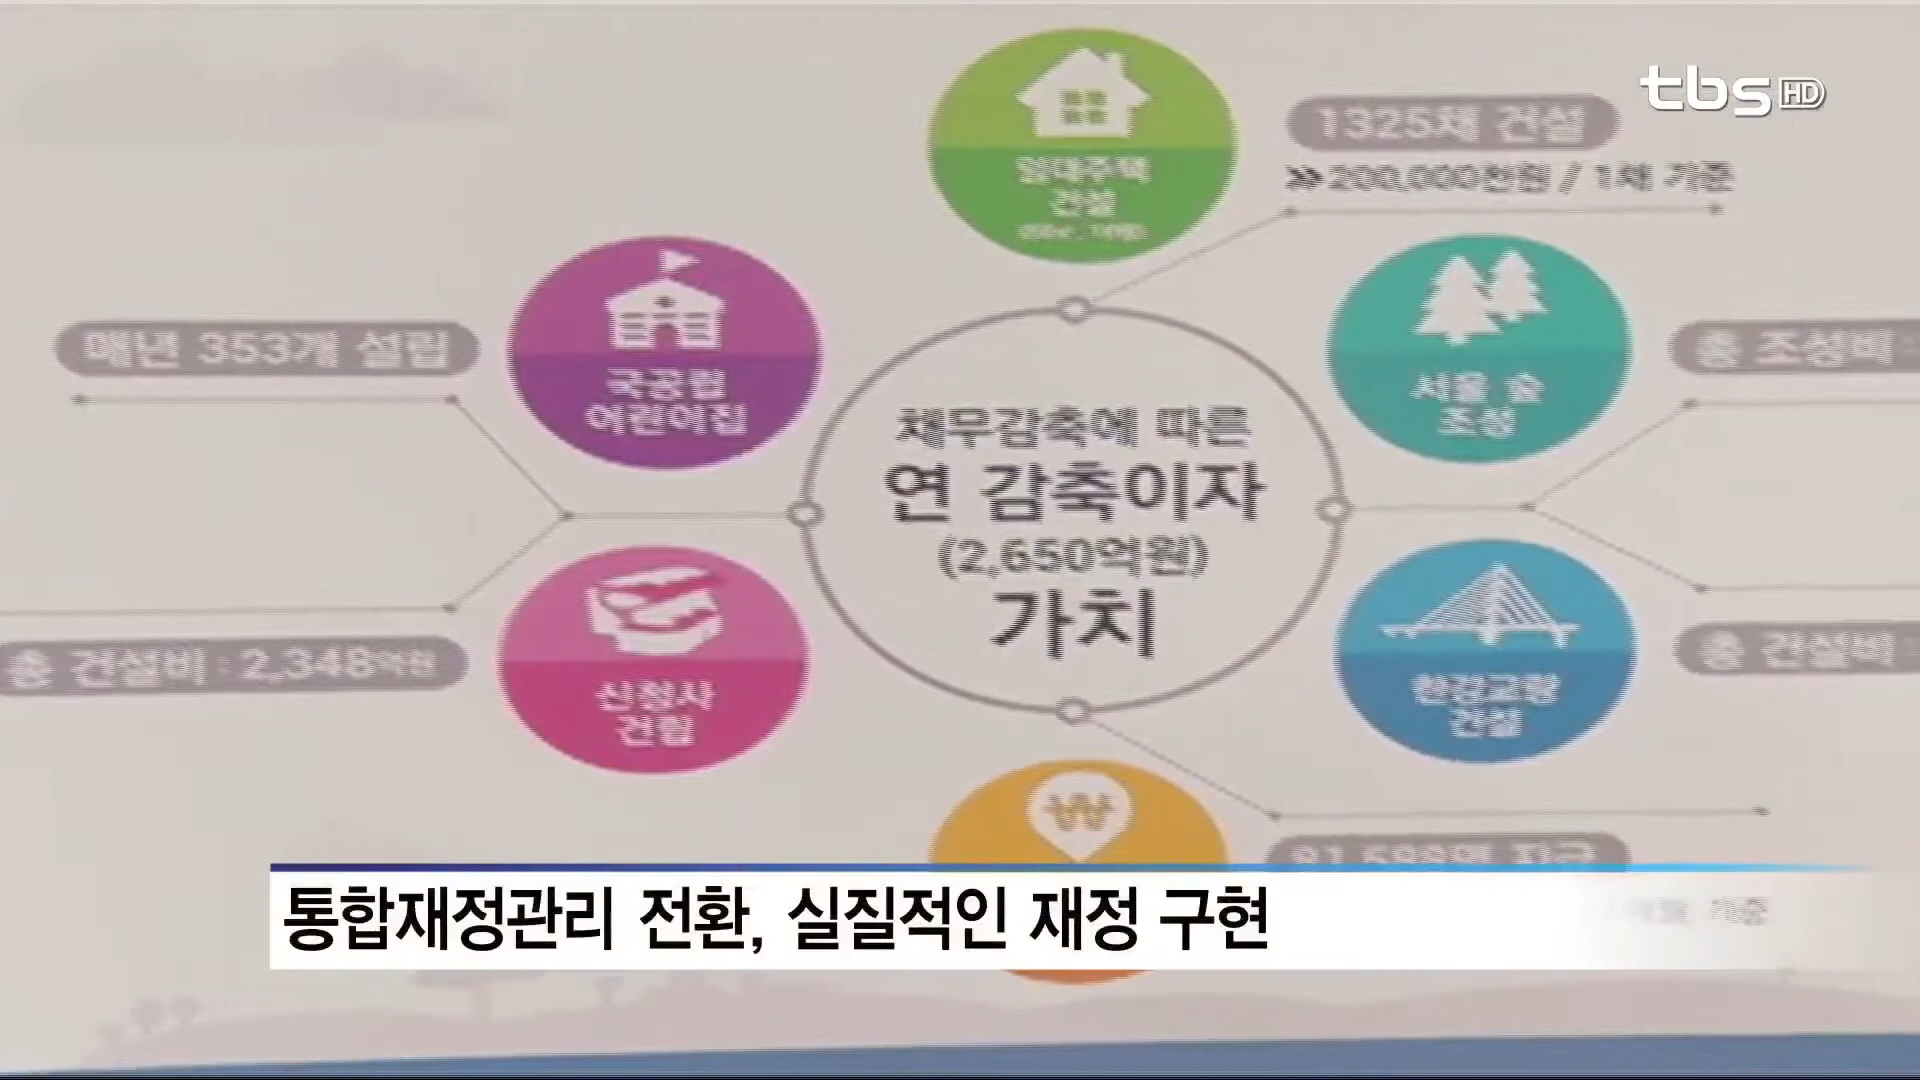 tbs HD
1325채 건설
200,000천원 / 1채 기준
임대주택
건설
매년 353개 설립
국공립
어린이집
서울 숲
조성
총 조성비 :
채무감축에 따른
연 감축이자
(2,650억원)
가치
총 건설비 : 2,348억원
신청사
건립
한강교량
건설
총 건설비 :
₩
통합재정관리 전환, 실질적인 재정 구현
기준